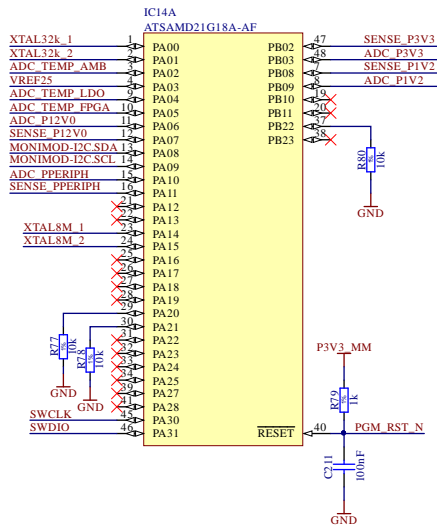 IC14A
ATSAMD21G18A-AF
XTAL32k_1 1 PA00 PB02 47 SENSE_P3V3
XTAL32k_2 2 PA01 PB03 48 ADC_P3V3
ADC_TEMP_AMB 3 PA02 PB08 7 SENSE_P1V2
VREF25 4 PA03 PB09 8 ADC_P1V2
ADC_TEMP_LDO 9 PA04 PB10 19
ADC_TEMP_FPGA 10 PA05 PB11 20
ADC_P12V0 11 PA06 PB22 37
SENSE_P12V0 12 PA07 PB23 38
MONIMOD-I2C.SDA 13 PA08
MONIMOD-I2C.SCL 14 PA09
ADC_PPERIPH 15 PA10
SENSE_PPERIPH 16 PA11
21 PA12
22 PA13
XTAL8M_1 23 PA14
XTAL8M_2 24 PA15
25 PA16
26 PA17
27 PA18
28 PA19
29 PA20
30 PA21
31 PA22
32 PA23
33 PA24
34 PA25
39 PA27
41 PA28
SWCLK 45 PA30
SWDIO 46 PA31 RESET 40 PGM_RST_N
R80 1% 10k
GND
R77 1% 10k
GND
R78 1% 10k
GND
P3V3_MM
R79 1% 1k
C211 100nF
GND